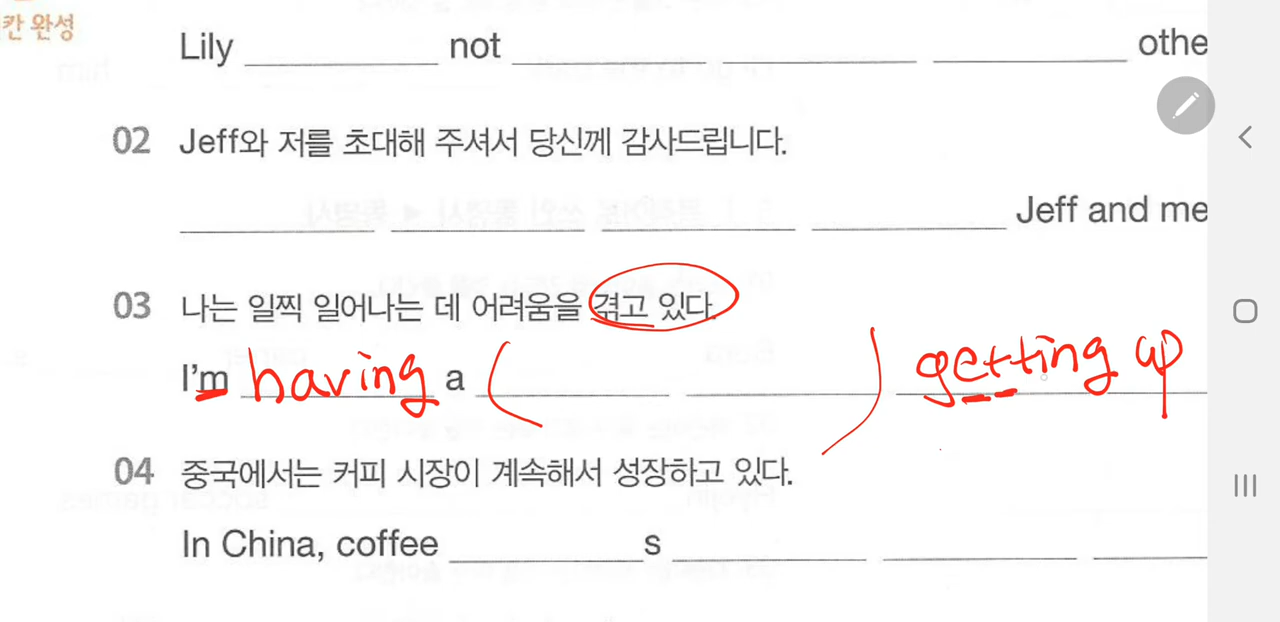 칸 완성
Lily not othe
02 Jeff와 저를 초대해 주셔서 당신께 감사드립니다.
Jeff and me
03 나는 일찍 일어나는 데 어려움을 겪고 있다.
I'm having a ( ) getting up
04 중국에서는 커피 시장이 계속해서 성장하고 있다.
In China, coffee s